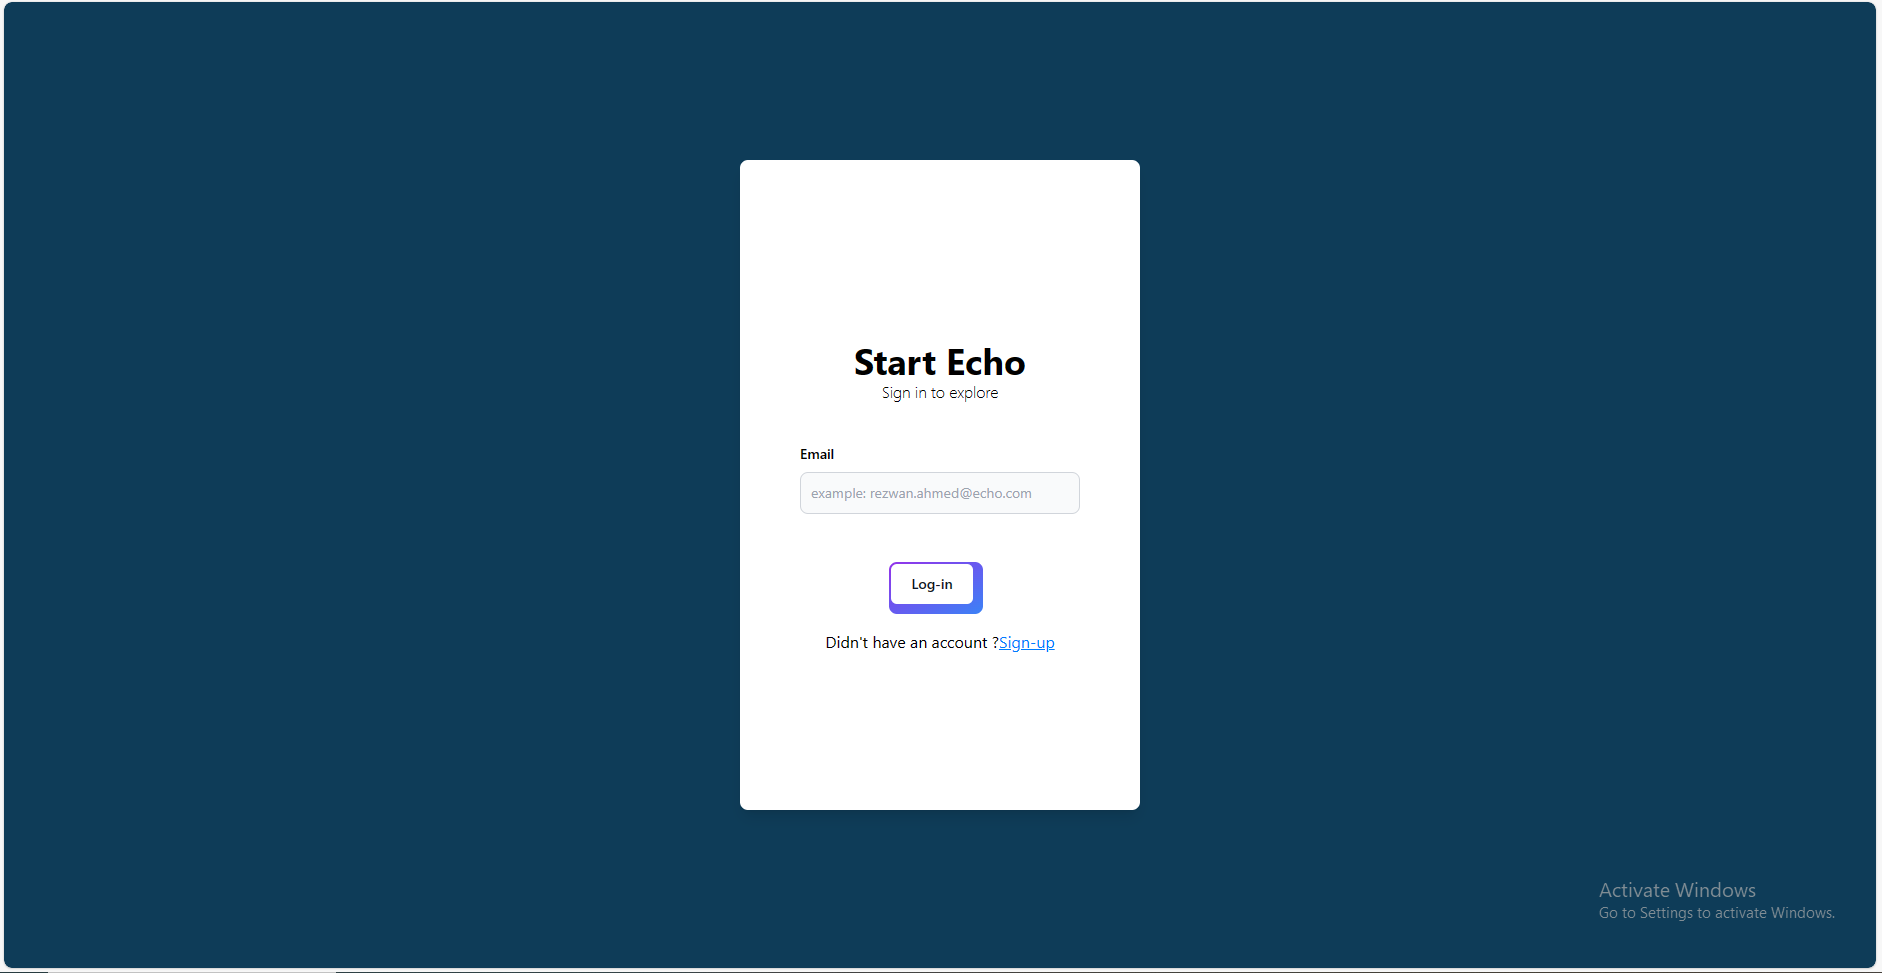 Start Echo
Sign in to explore
Email
example: rezwan.ahmed@echo.com
Log-in
Didn't have an account ?Sign-up
Activate Windows
Go to Settings to activate Windows.